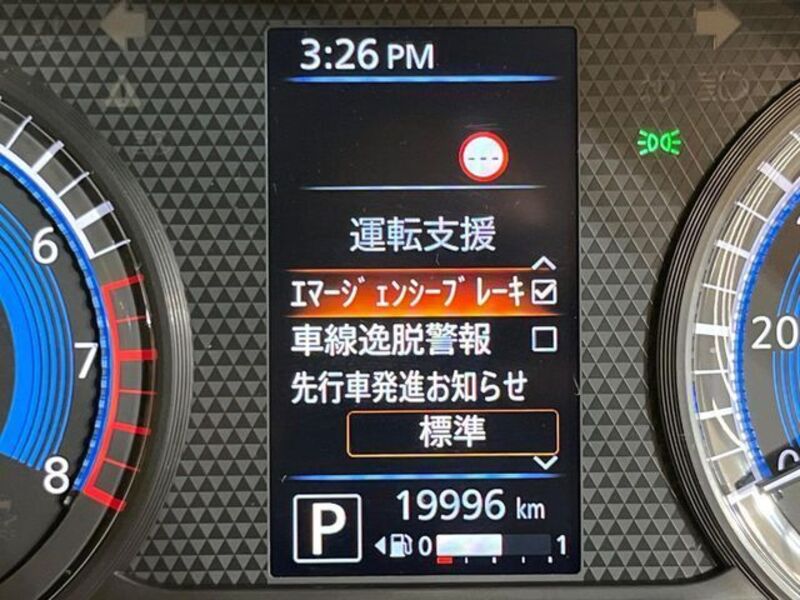 3:26 PM
---
運転支援
ｴﾏｰｼﾞｪﾝｼｰﾌﾞﾚｰｷ
車線逸脱警報
先行車発進お知らせ
標準
P
19996 km
0 1
6
7
8
20
0